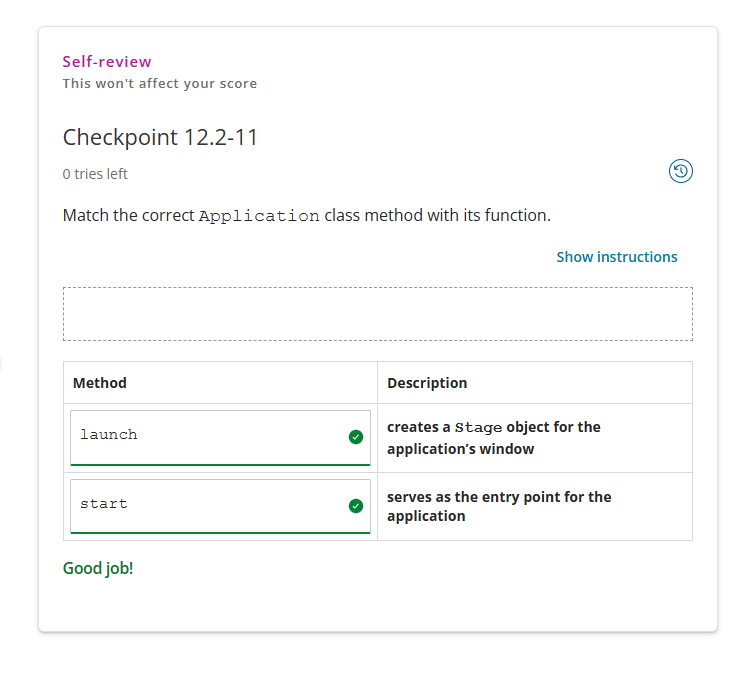 Self-review
This won't affect your score
Checkpoint 12.2-11
0 tries left
Match the correct Application class method with its function.
Show instructions
Method
Description
launch
creates a Stage object for the
application’s window
start
serves as the entry point for the
application
Good job!